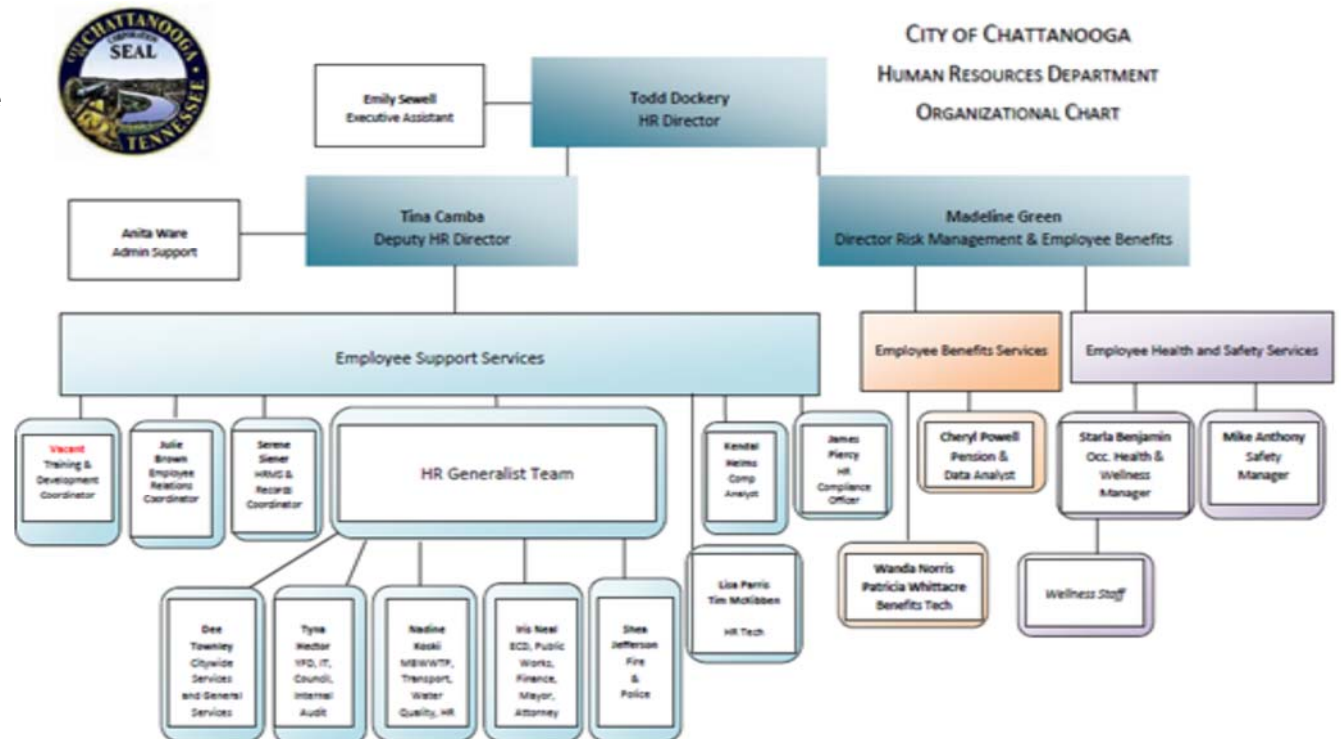 CITY OF CHATTANOOGA
CORPORATION
SEAL
TENNESSEE
CITY OF CHATTANOOGA
HUMAN RESOURCES DEPARTMENT
ORGANIZATIONAL CHART
Emily Sewell
Executive Assistant
Todd Dockery
HR Director
Anita Ware
Admin Support
Tina Camba
Deputy HR Director
Madeline Green
Director Risk Management & Employee Benefits
Employee Support Services
Employee Benefits Services
Employee Health and Safety Services
Vacant
Training &
Development
Coordinator
Julie
Brown
Employee
Relations
Coordinator
Serene
Siener
HRMS &
Records
Coordinator
HR Generalist Team
Kendal
Helms
Comp
Analyst
James
Piercy
HR
Compliance
Officer
Cheryl Powell
Pension &
Data Analyst
Starla Benjamin
Occ. Health &
Wellness
Manager
Mike Anthony
Safety
Manager
Lisa Parris
Tim McKibben
HR Tech
Wanda Norris
Patricia Whittacre
Benefits Tech
Wellness Staff
Dee
Townley
Citywide
Services
and General
Services
Tyna
Hector
YFD, IT,
Council,
Internal
Audit
Nadine
Koski
MBWWTP,
Transport,
Water
Quality, HR
Iris Neal
ECD, Public
Works,
Finance,
Mayor,
Attorney
Shea
Jefferson
Fire
&
Police